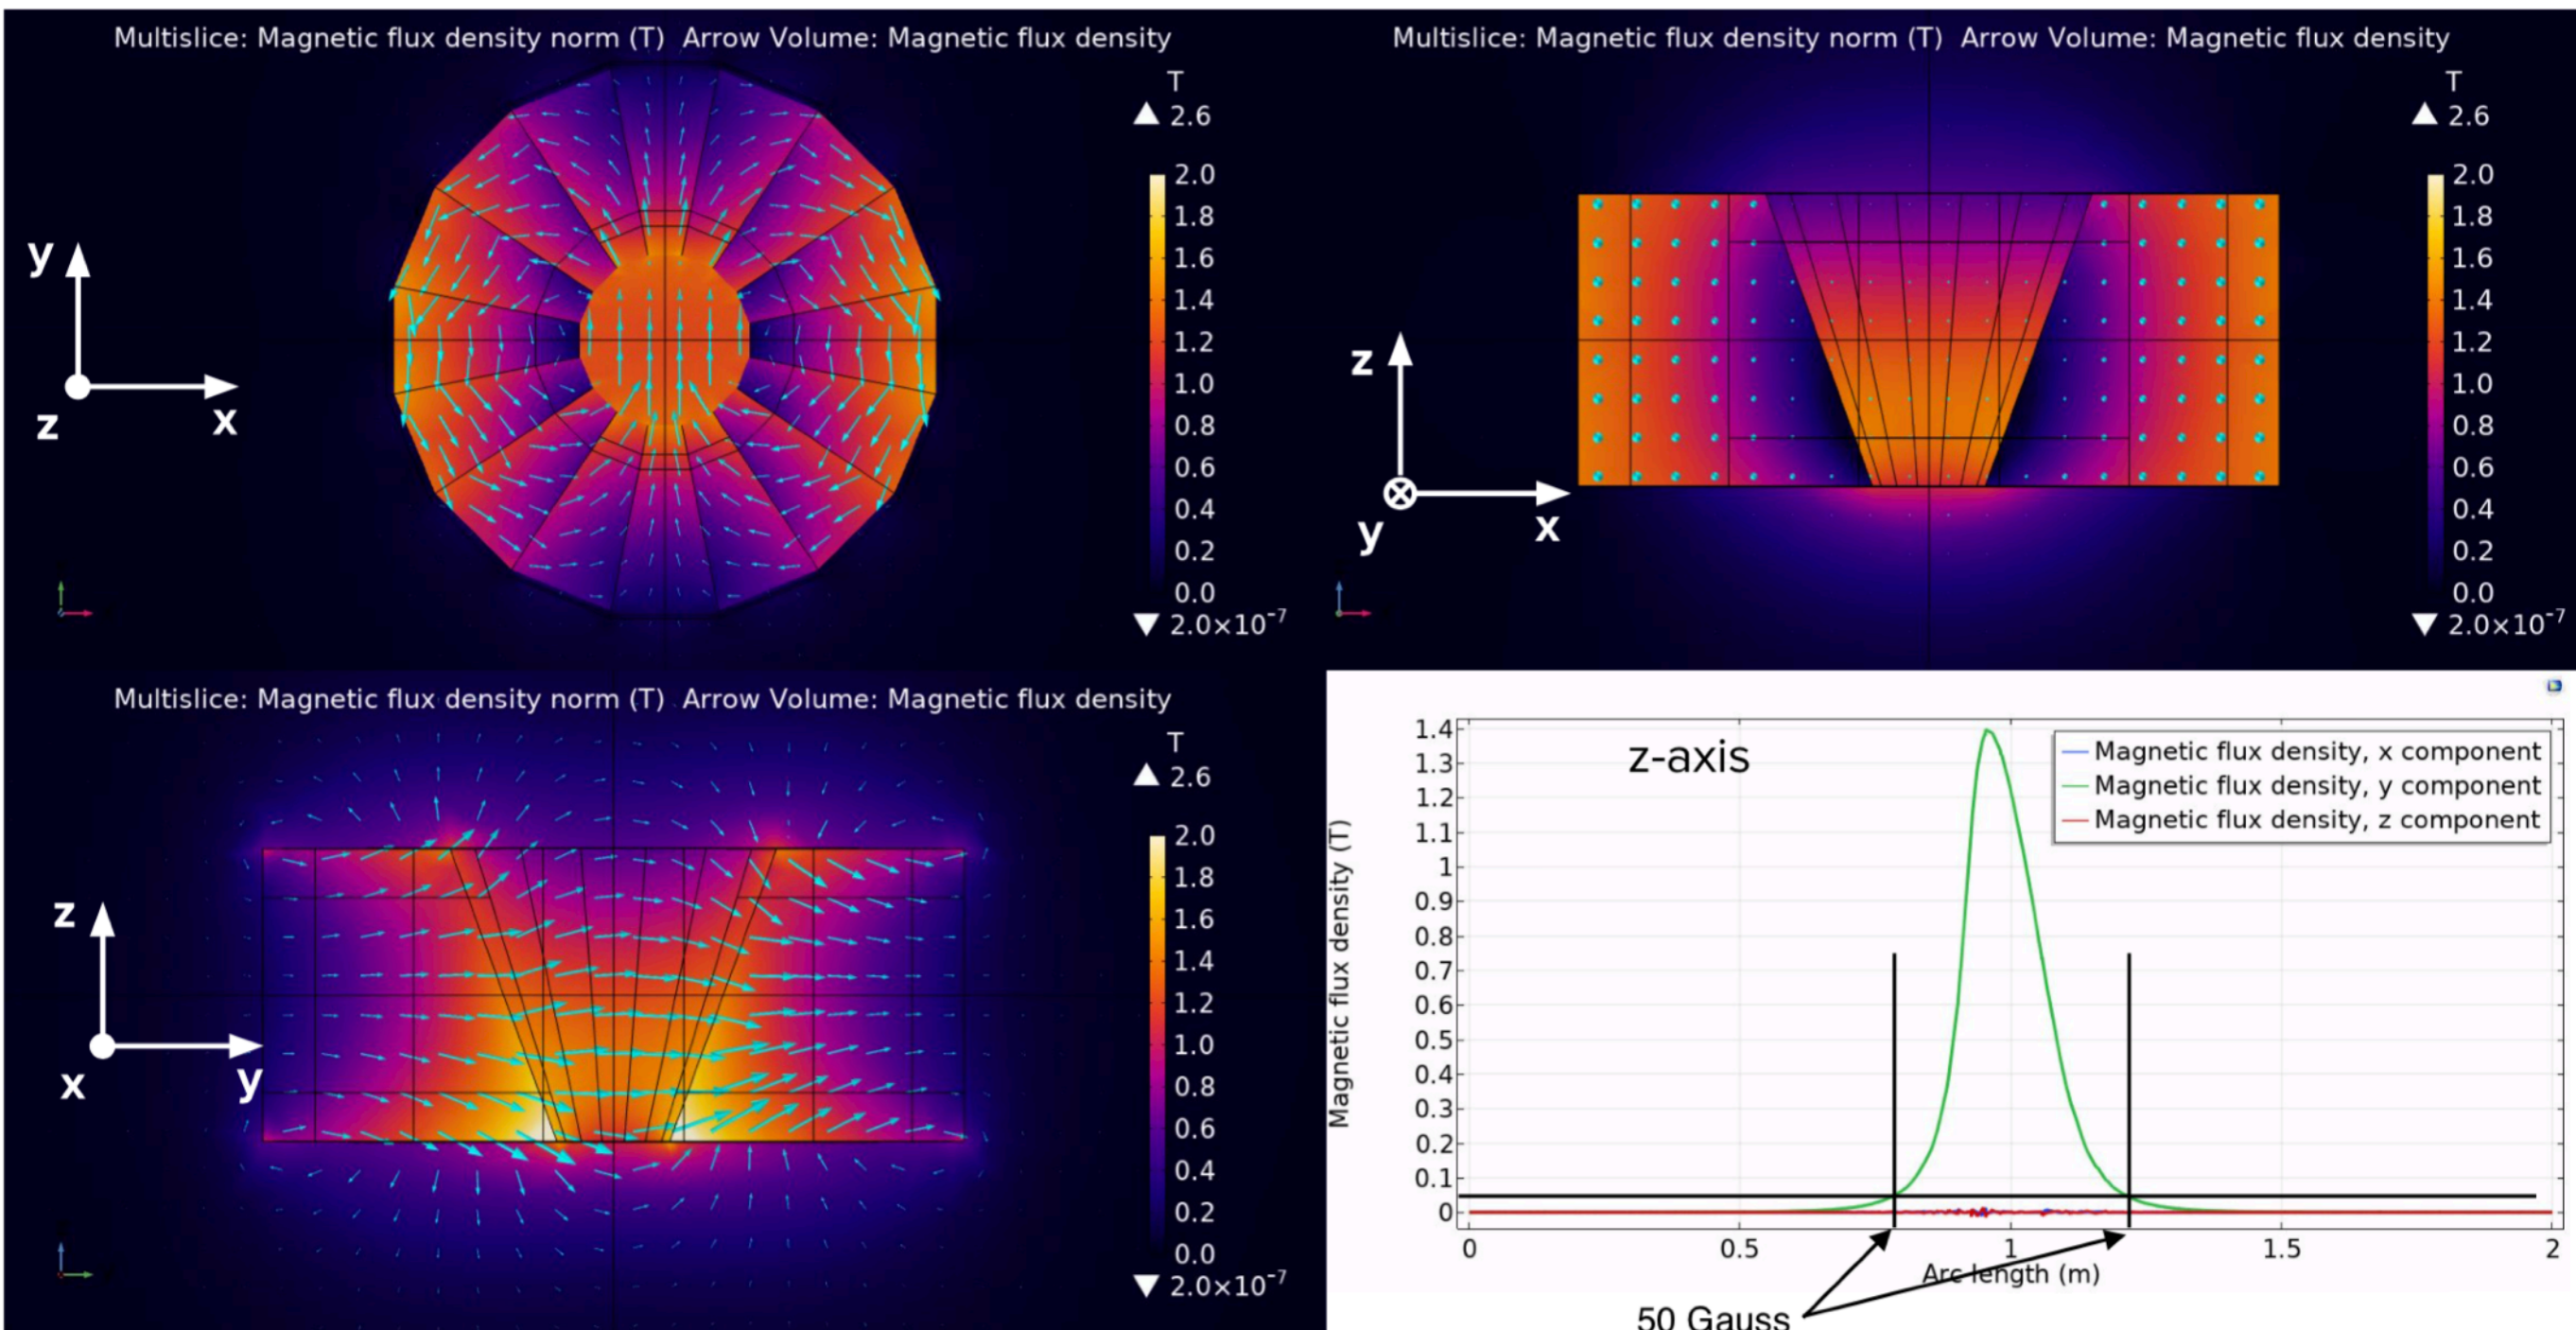 Multislice: Magnetic flux density norm (T)  Arrow Volume: Magnetic flux density
T
▲ 2.6
2.0
1.8
1.6
1.4
1.2
1.0
0.8
0.6
0.4
0.2
0.0
▼ 2.0×10⁻⁷
y
z
x
Multislice: Magnetic flux density norm (T)  Arrow Volume: Magnetic flux density
T
▲ 2.6
2.0
1.8
1.6
1.4
1.2
1.0
0.8
0.6
0.4
0.2
0.0
▼ 2.0×10⁻⁷
z
y
x
Multislice: Magnetic flux density norm (T)  Arrow Volume: Magnetic flux density
T
▲ 2.6
2.0
1.8
1.6
1.4
1.2
1.0
0.8
0.6
0.4
0.2
0.0
▼ 2.0×10⁻⁷
z
x
y
z-axis
Magnetic flux density, x component
Magnetic flux density, y component
Magnetic flux density, z component
Magnetic flux density (T)
1.4
1.3
1.2
1.1
1
0.9
0.8
0.7
0.6
0.5
0.4
0.3
0.2
0.1
0
0 0.5 1 1.5 2
Arc length (m)
50 Gauss